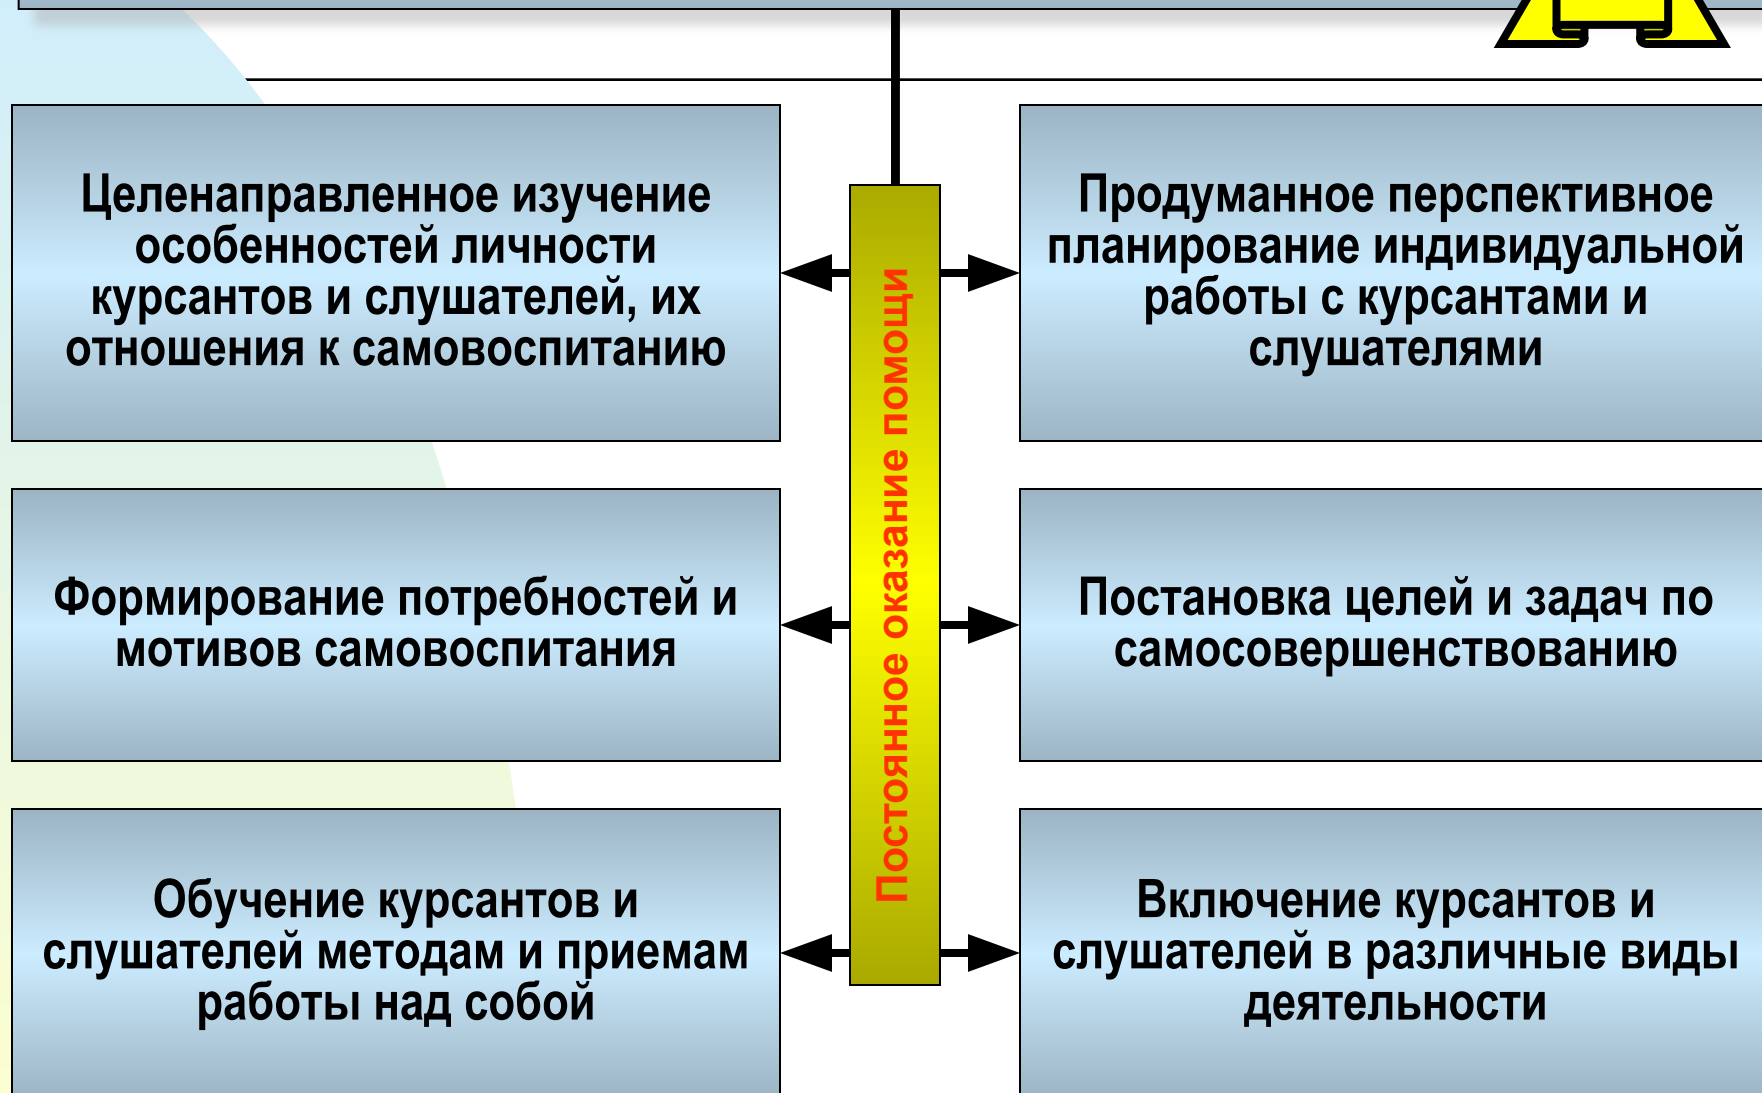 Целенаправленное изучение
особенностей личности
курсантов и слушателей, их
отношения к самовоспитанию
Продуманное перспективное
планирование индивидуальной
работы с курсантами и
слушателями
Постоянное оказание помощи
Формирование потребностей и
мотивов самовоспитания
Постановка целей и задач по
самосовершенствованию
Обучение курсантов и
слушателей методам и приемам
работы над собой
Включение курсантов и
слушателей в различные виды
деятельности